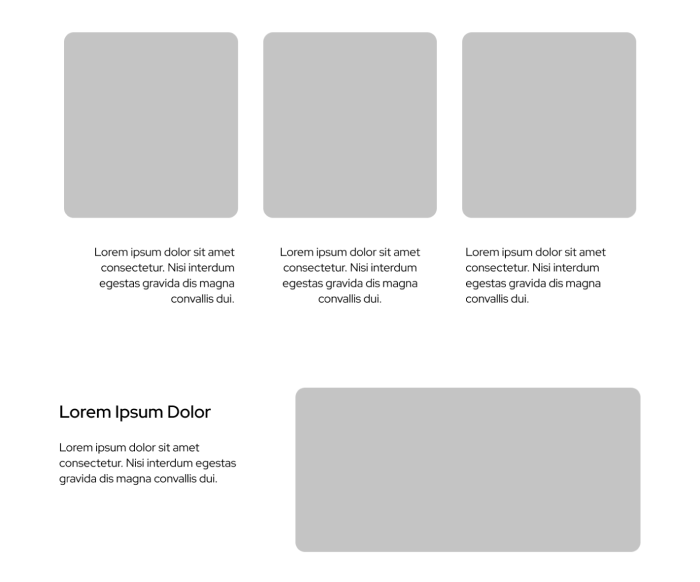 Lorem ipsum dolor sit amet
consectetur. Nisi interdum
egestas gravida dis magna
convallis dui.
Lorem ipsum dolor sit amet
consectetur. Nisi interdum
egestas gravida dis magna
convallis dui.
Lorem ipsum dolor sit amet
consectetur. Nisi interdum
egestas gravida dis magna
convallis dui.
Lorem Ipsum Dolor
Lorem ipsum dolor sit amet
consectetur. Nisi interdum egestas
gravida dis magna convallis dui.